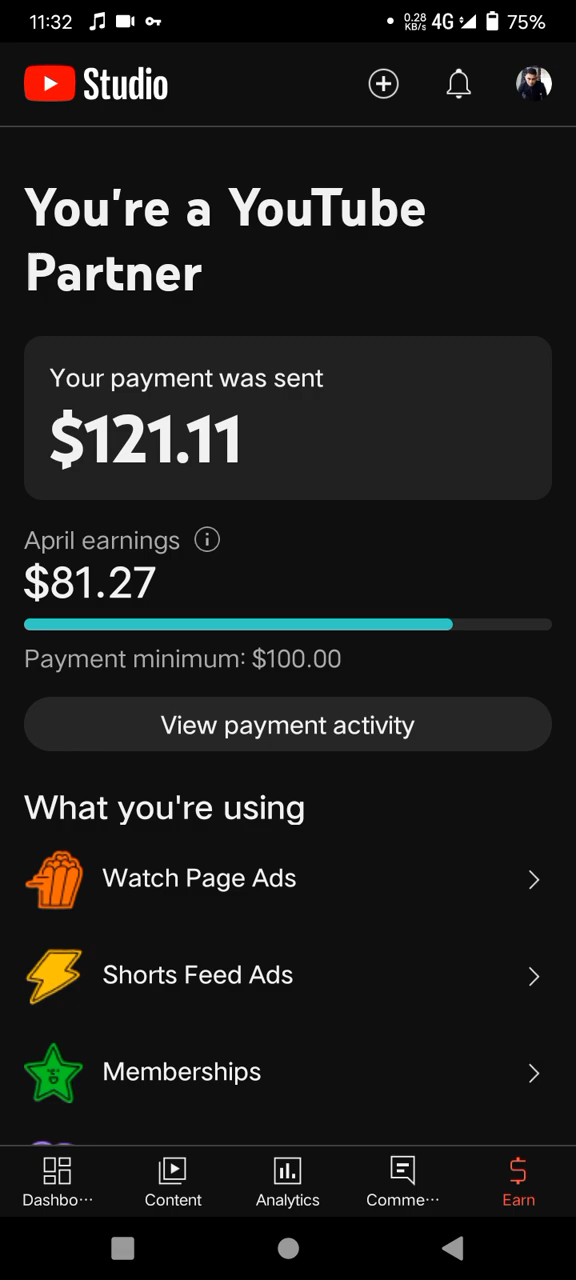 11:32
0.28 KB/s 4G 75%
Studio
You're a YouTube
Partner
Your payment was sent
$121.11
April earnings
$81.27
Payment minimum: $100.00
View payment activity
What you're using
Watch Page Ads
Shorts Feed Ads
Memberships
Dashbo··· Content Analytics Comme··· Earn